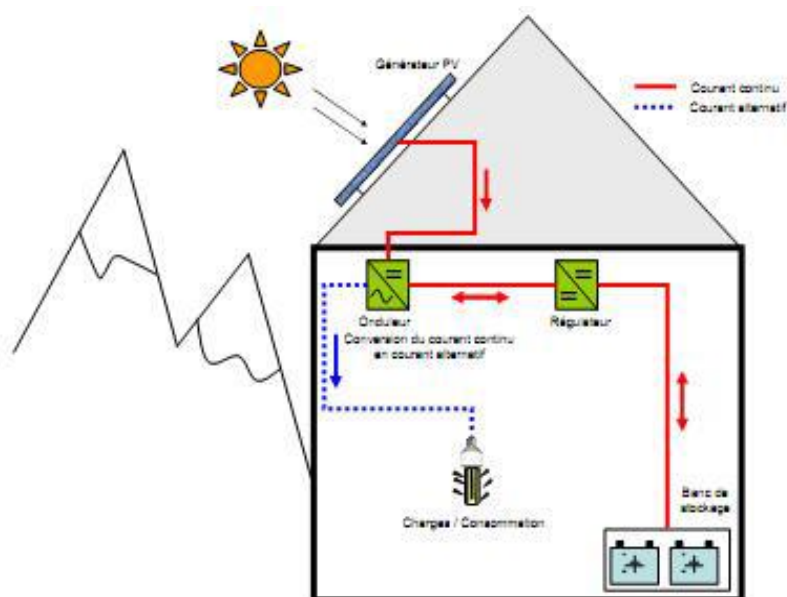 Générateur PV
Courant continu
Courant alternatif
Onduleur
Conversion du courant continu
en courant alternatif
Régulateur
Charges / Consommation
Banc de
stockage